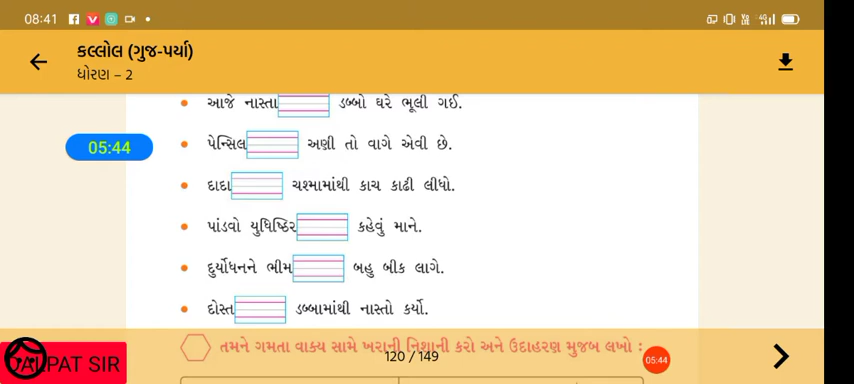 08:41
કલ્લોલ (ગુજ-પર્યા)
ધોરણ – 2
આજે નાસ્તા ડબ્બો ઘરે ભૂલી ગઈ.
05:44
પેન્સિલ અણી તો વાગે એવી છે.
દાદા ચશ્મામાંથી કાચ કાઢી લીધો.
પાંડવો યુધિષ્ઠિર કહેવું માને.
દુર્યોધનને ભીમ બહુ બીક લાગે.
દોસ્ત ડબ્બામાંથી નાસ્તો કર્યો.
તમને ગમતા વાક્ય સામે ખરાની નિશાની કરો અને ઉદાહરણ મુજબ લખો :
120 / 149
05:44
DALPAT SIR